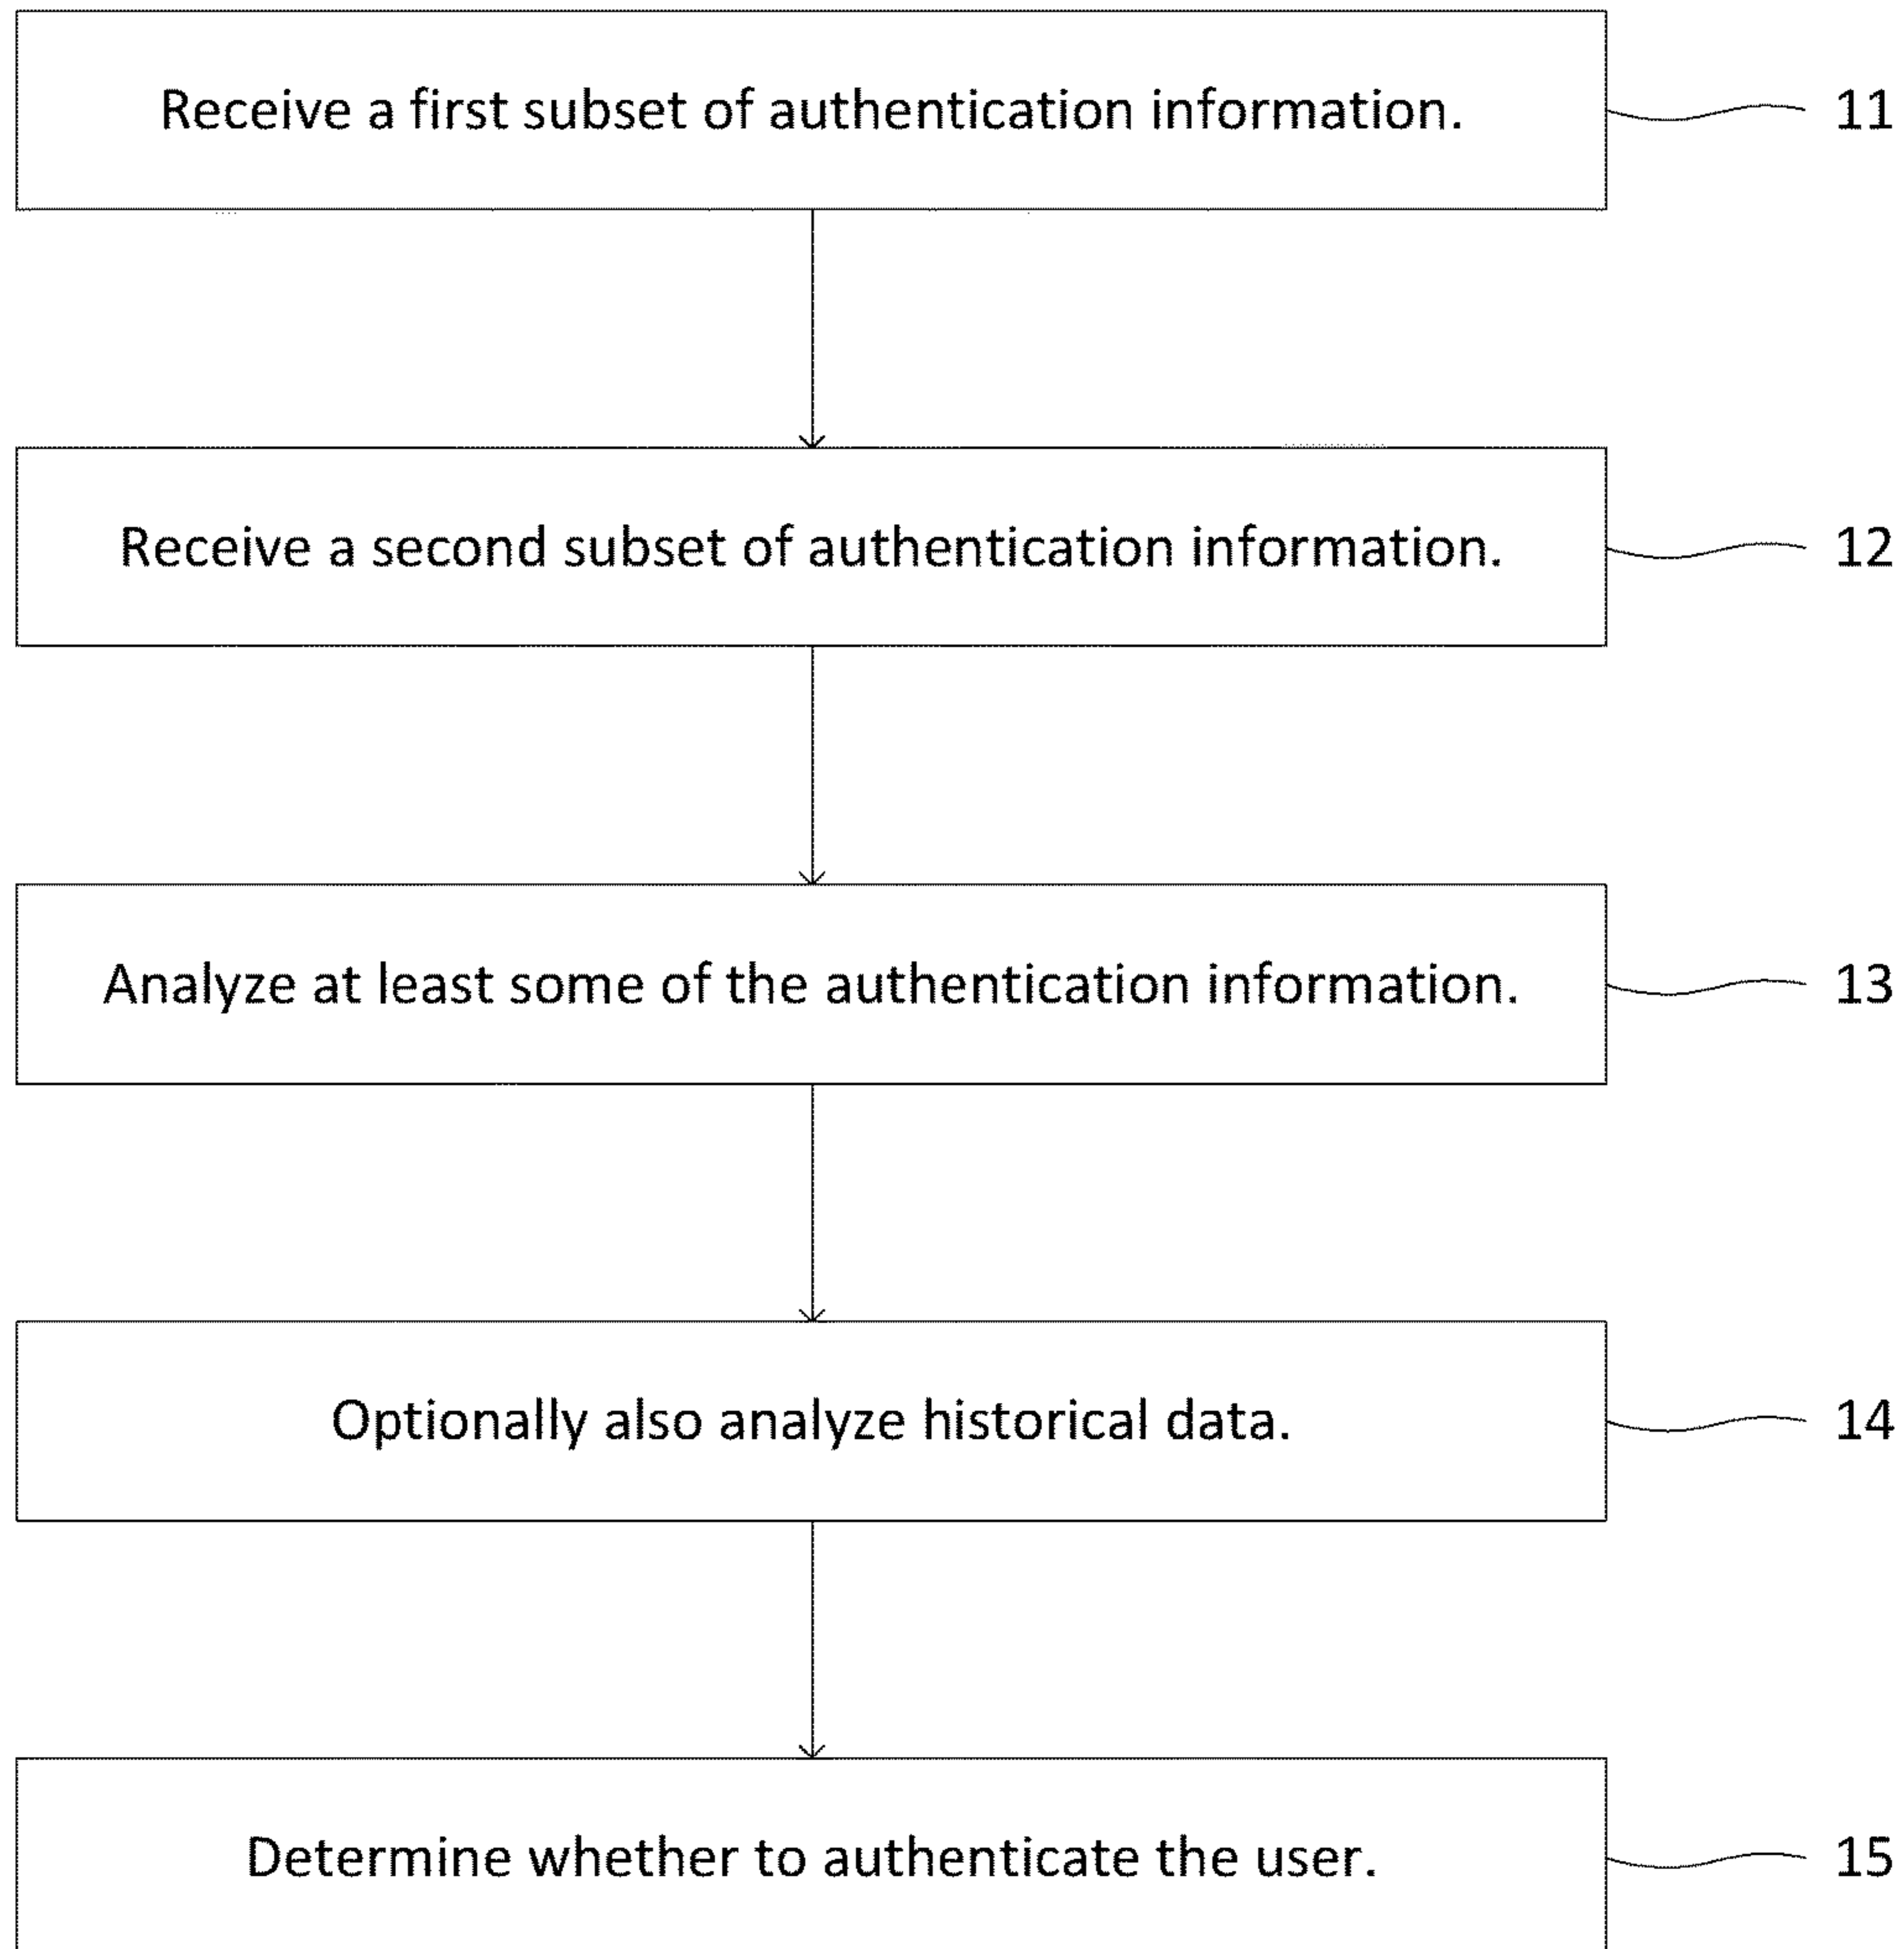 Receive a first subset of authentication information.
11
Receive a second subset of authentication information.
12
Analyze at least some of the authentication information.
13
Optionally also analyze historical data.
14
Determine whether to authenticate the user.
15